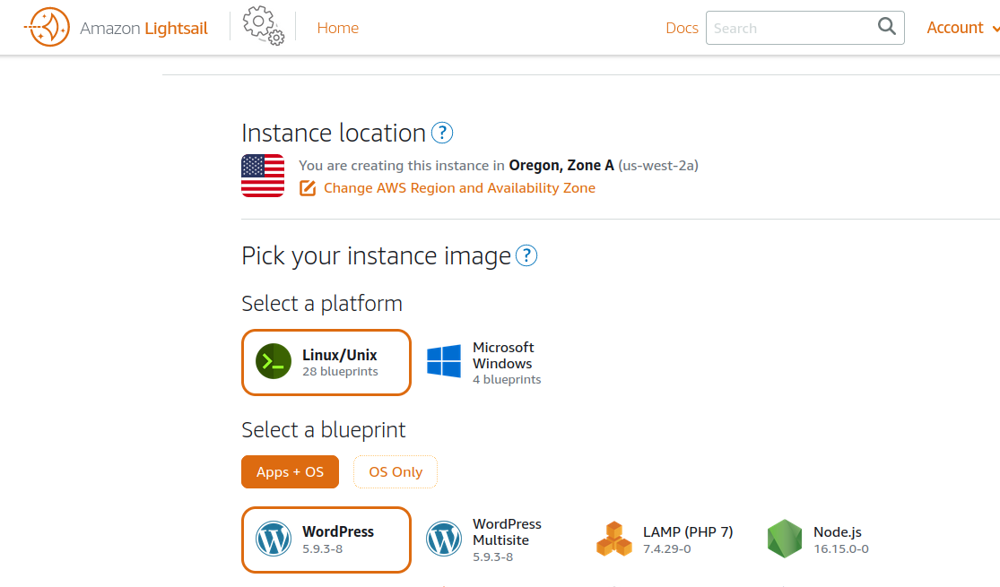 Amazon Lightsail Home Docs Search Account
Instance location ?
You are creating this instance in Oregon, Zone A (us-west-2a)
Change AWS Region and Availability Zone
Pick your instance image ?
Select a platform
Linux/Unix
28 blueprints
Microsoft
Windows
4 blueprints
Select a blueprint
Apps + OS OS Only
WordPress
5.9.3-8
WordPress
Multisite
5.9.3-8
LAMP (PHP 7)
7.4.29-0
Node.js
16.15.0-0